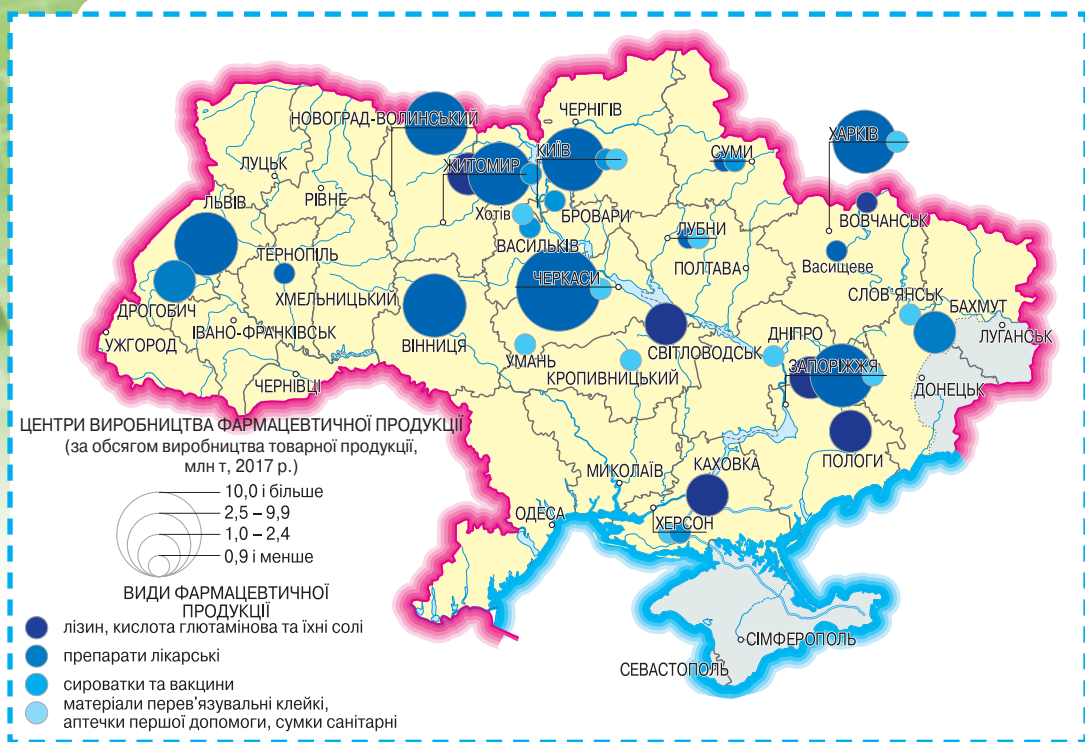 ЧЕРНІГІВ
НОВОГРАД-ВОЛИНСЬКИЙ
ХАРКІВ
КИЇВ
СУМИ
ЛУЦЬК
ЖИТОМИР
РІВНЕ
ЛЬВІВ
Хотів
БРОВАРИ
ВОВЧАНСЬК
ЛУБНИ
ВАСИЛЬКІВ
ТЕРНОПІЛЬ
ПОЛТАВА
Васищеве
ЧЕРКАСИ
СЛОВ'ЯНСЬК
ХМЕЛЬНИЦЬКИЙ
ДРОГОБИЧ
БАХМУТ
ІВАНО-ФРАНКІВСЬК
УЖГОРОД
ВІННИЦЯ
СВІТЛОВОДСЬК
ДНІПРО
ЛУГАНСЬК
УМАНЬ
ЗАПОРІЖЖЯ
КРОПИВНИЦЬКИЙ
ЧЕРНІВЦІ
ДОНЕЦЬК
ЦЕНТРИ ВИРОБНИЦТВА ФАРМАЦЕВТИЧНОЇ ПРОДУКЦІЇ
(за обсягом виробництва товарної продукції,
млн т, 2017 р.)
ПОЛОГИ
МИКОЛАЇВ
КАХОВКА
10,0 і більше
2,5 – 9,9
ОДЕСА
ХЕРСОН
1,0 – 2,4
0,9 і менше
ВИДИ ФАРМАЦЕВТИЧНОЇ
ПРОДУКЦІЇ
лізин, кислота глютамінова та їхні солі
СІМФЕРОПОЛЬ
препарати лікарські
СЕВАСТОПОЛЬ
сироватки та вакцини
матеріали перев'язувальні клейкі,
аптечки першої допомоги, сумки санітарні